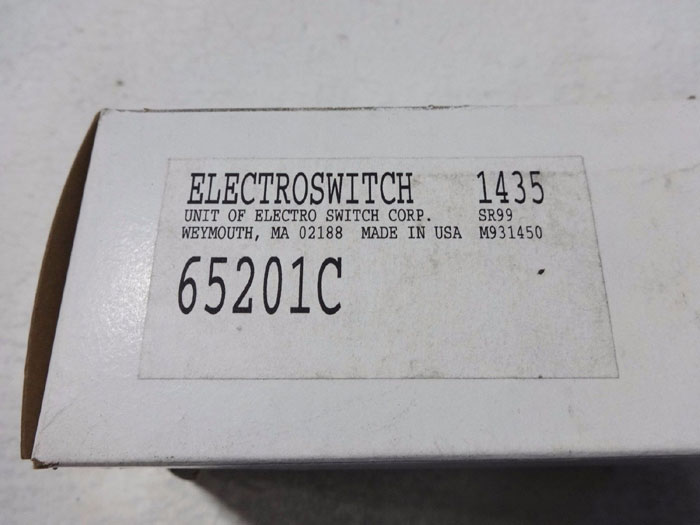 ELECTROSWITCH 1435
UNIT OF ELECTRO SWITCH CORP. SR99
WEYMOUTH, MA 02188 MADE IN USA M931450
65201C